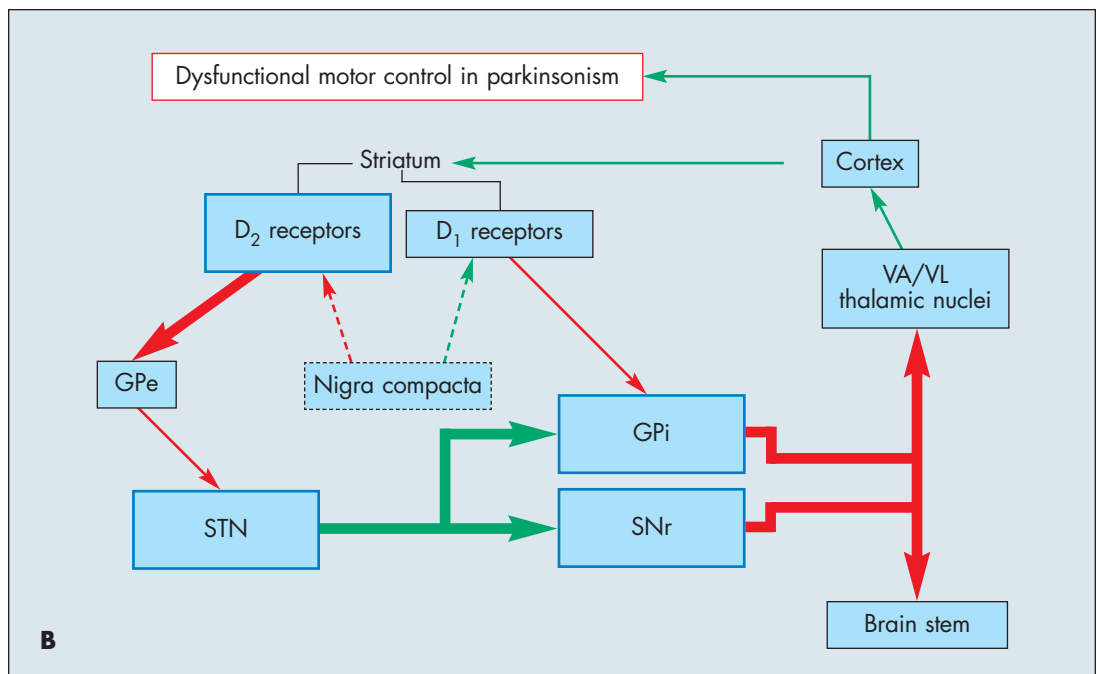 Dysfunctional motor control in parkinsonism
Striatum
Cortex
D₂ receptors
D₁ receptors
VA/VL
thalamic nuclei
GPe
Nigra compacta
GPi
STN
SNr
Brain stem
B